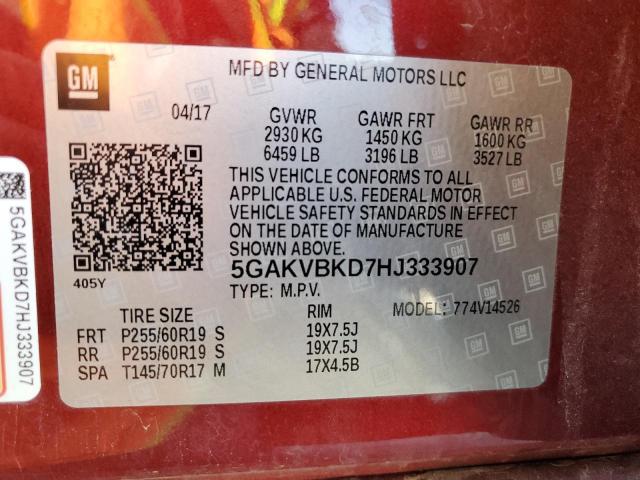 GM
MFD BY GENERAL MOTORS LLC
04/17
GVWR GAWR FRT GAWR RR
2930 KG 1450 KG 1600 KG
6459 LB 3196 LB 3527 LB
THIS VEHICLE CONFORMS TO ALL
APPLICABLE U.S. FEDERAL MOTOR
VEHICLE SAFETY STANDARDS IN EFFECT
ON THE DATE OF MANUFACTURE
SHOWN ABOVE.
405Y
5GAKVBKD7HJ333907
TYPE: M.P.V. MODEL: 774V14526
TIRE SIZE RIM
FRT P255/60R19 S 19X7.5J
RR P255/60R19 S 19X7.5J
SPA T145/70R17 M 17X4.5B
5GAKVBKD7HJ333907